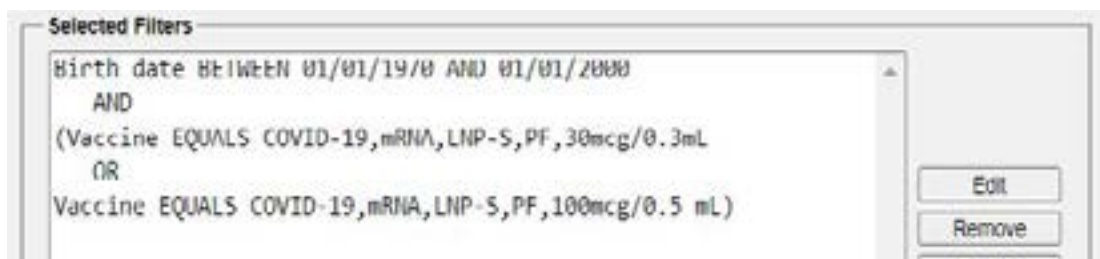 Selected Filters
Birth date BETWEEN 01/01/1970 AND 01/01/2000
AND
(Vaccine EQUALS COVID-19,mRNA,LNP-S,PF,30mcg/0.3mL
OR
Vaccine EQUALS COVID-19,mRNA,LNP-S,PF,100mcg/0.5 mL)
Edit
Remove